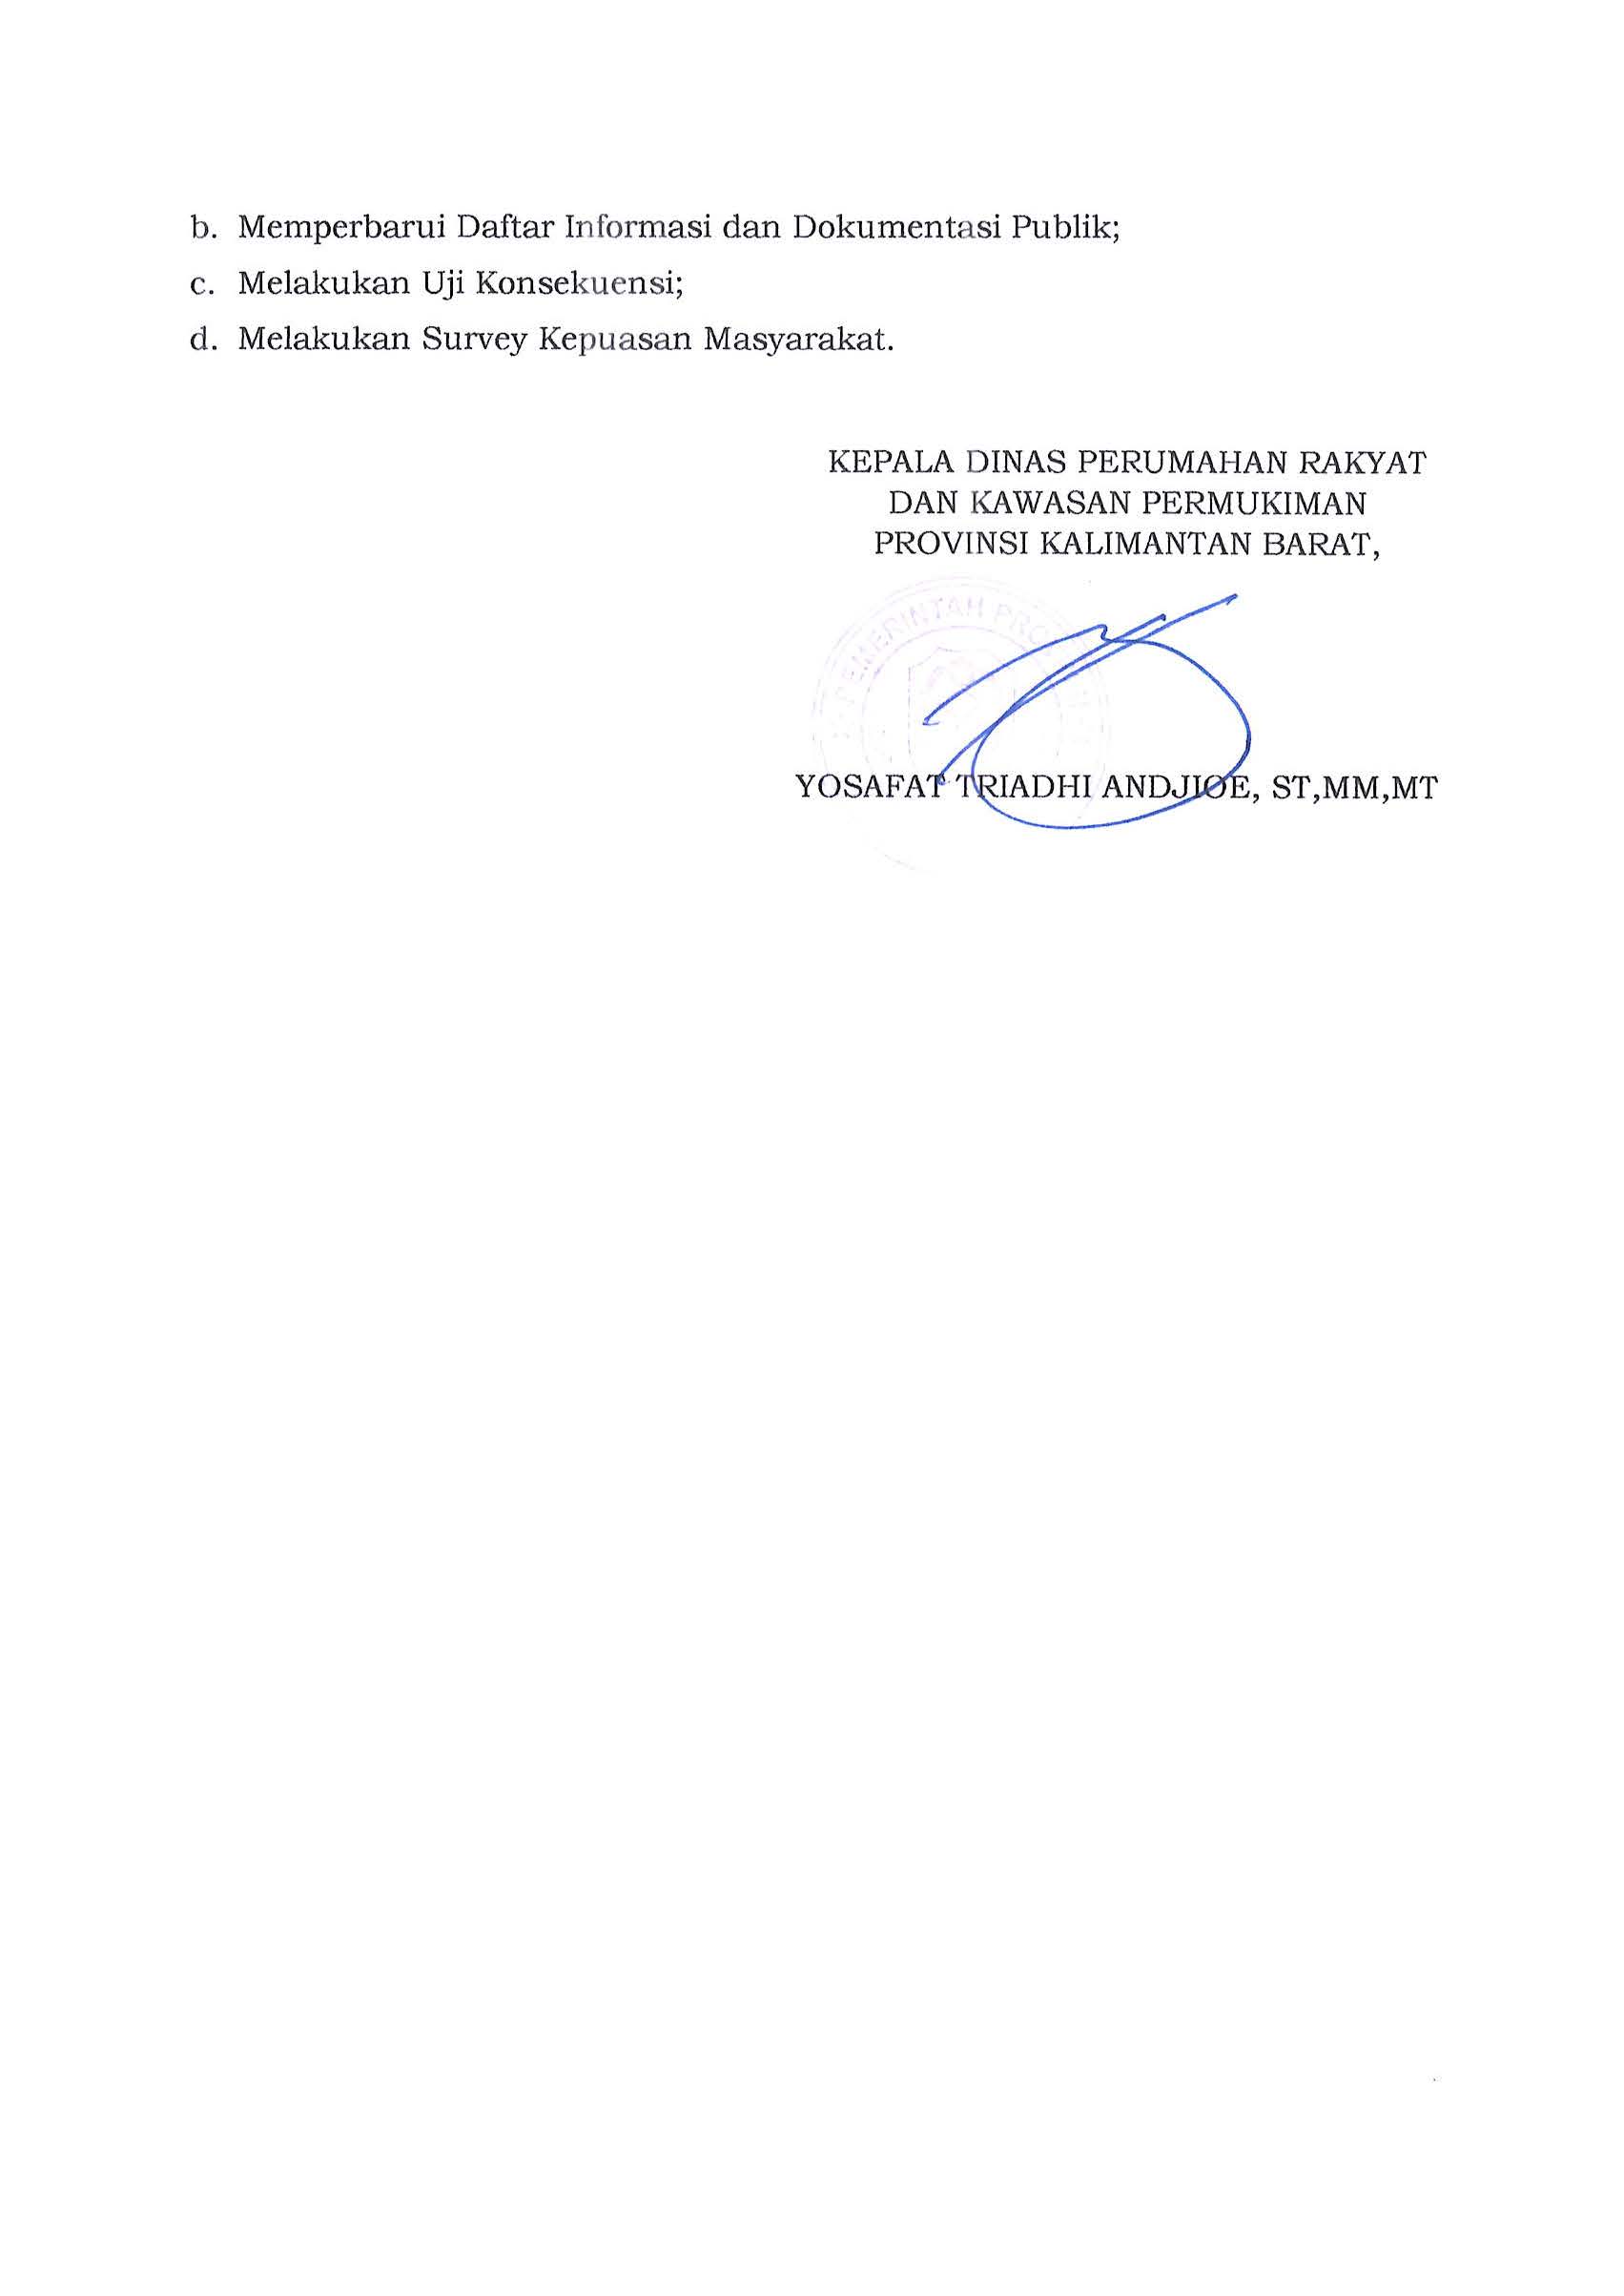 b. Memperbarui Daftar Informasi dan Dokumentasi Publik;
c. Melakukan Uji Konsekuensi;
d. Melakukan Survey Kepuasan Masyarakat.
KEPALA DINAS PERUMAHAN RAKYAT
DAN KAWASAN PERMUKIMAN
PROVINSI KALIMANTAN BARAT,
PEMERINTAH
YOSAFAT TRIADHI ANDJIOE, ST,MM,MT